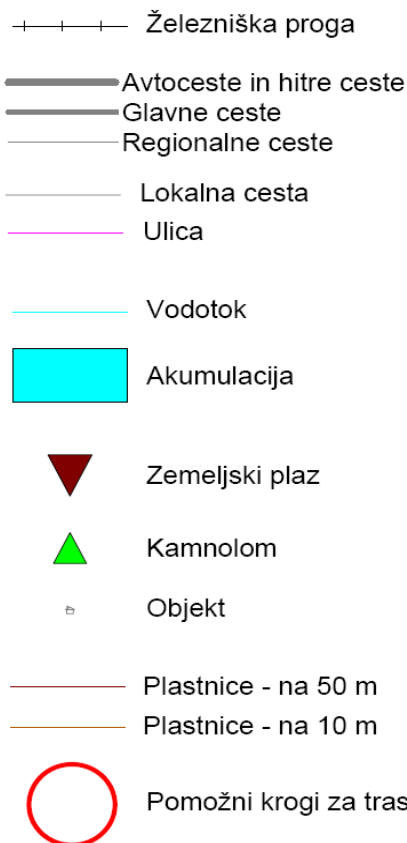 Železniška proga
Avtoceste in hitre ceste
Glavne ceste
Regionalne ceste
Lokalna cesta
Ulica
Vodotok
Akumulacija
Zemeljski plaz
Kamnolom
Objekt
Plastnice - na 50 m
Plastnice - na 10 m
Pomožni krogi za tras